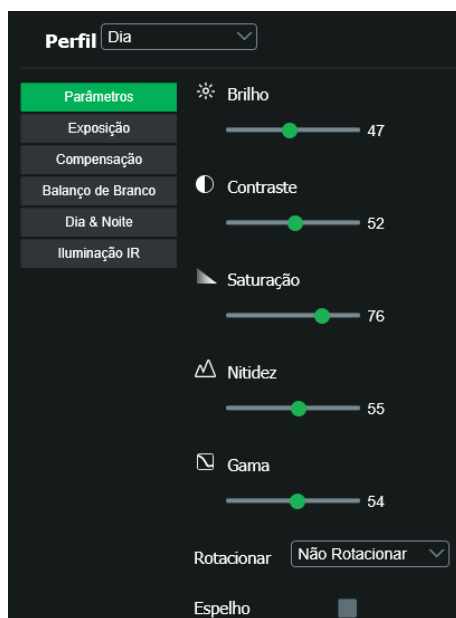 Perfil Dia
Parâmetros
Exposição
Compensação
Balanço de Branco
Dia & Noite
Iluminação IR
Brilho
47
Contraste
52
Saturação
76
Nitidez
55
Gama
54
Rotacionar Não Rotacionar
Espelho